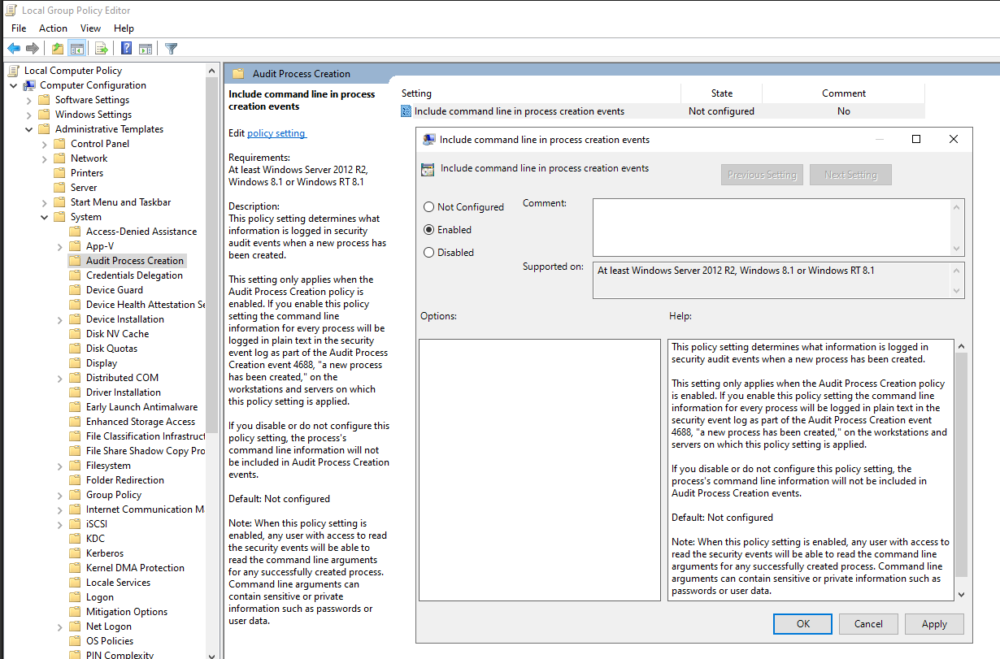 Local Group Policy Editor
File Action View Help
Local Computer Policy
Computer Configuration
Software Settings
Windows Settings
Administrative Templates
Control Panel
Network
Printers
Server
Start Menu and Taskbar
System
Access-Denied Assistance
App-V
Audit Process Creation
Credentials Delegation
Device Guard
Device Health Attestation Se
Device Installation
Disk NV Cache
Disk Quotas
Display
Distributed COM
Driver Installation
Early Launch Antimalware
Enhanced Storage Access
File Classification Infrastruct
File Share Shadow Copy Pro
Filesystem
Folder Redirection
Group Policy
Internet Communication M
iSCSI
KDC
Kerberos
Kernel DMA Protection
Locale Services
Logon
Mitigation Options
Net Logon
OS Policies
PIN Complexity
Audit Process Creation
Include command line in process
creation events
Edit policy setting
Requirements:
At least Windows Server 2012 R2,
Windows 8.1 or Windows RT 8.1
Description:
This policy setting determines what
information is logged in security
audit events when a new process has
been created.
This setting only applies when the
Audit Process Creation policy is
enabled. If you enable this policy
setting the command line
information for every process will be
logged in plain text in the security
event log as part of the Audit Process
Creation event 4688, "a new process
has been created," on the
workstations and servers on which
this policy setting is applied.
If you disable or do not configure this
policy setting, the process's
command line information will not
be included in Audit Process Creation
events.
Default: Not configured
Note: When this policy setting is
enabled, any user with access to read
the security events will be able to
read the command line arguments
for any successfully created process.
Command line arguments can
contain sensitive or private
information such as passwords or
user data.
Setting State Comment
Include command line in process creation events Not configured No
Include command line in process creation events
Include command line in process creation events
Previous Setting Next Setting
Not Configured
Enabled
Disabled
Comment:
Supported on:
At least Windows Server 2012 R2, Windows 8.1 or Windows RT 8.1
Options:
Help:
This policy setting determines what information is logged in
security audit events when a new process has been created.
This setting only applies when the Audit Process Creation policy
is enabled. If you enable this policy setting the command line
information for every process will be logged in plain text in the
security event log as part of the Audit Process Creation event
4688, "a new process has been created," on the workstations and
servers on which this policy setting is applied.
If you disable or do not configure this policy setting, the
process's command line information will not be included in
Audit Process Creation events.
Default: Not configured
Note: When this policy setting is enabled, any user with access to
read the security events will be able to read the command line
arguments for any successfully created process. Command line
arguments can contain sensitive or private information such as
passwords or user data.
OK Cancel Apply